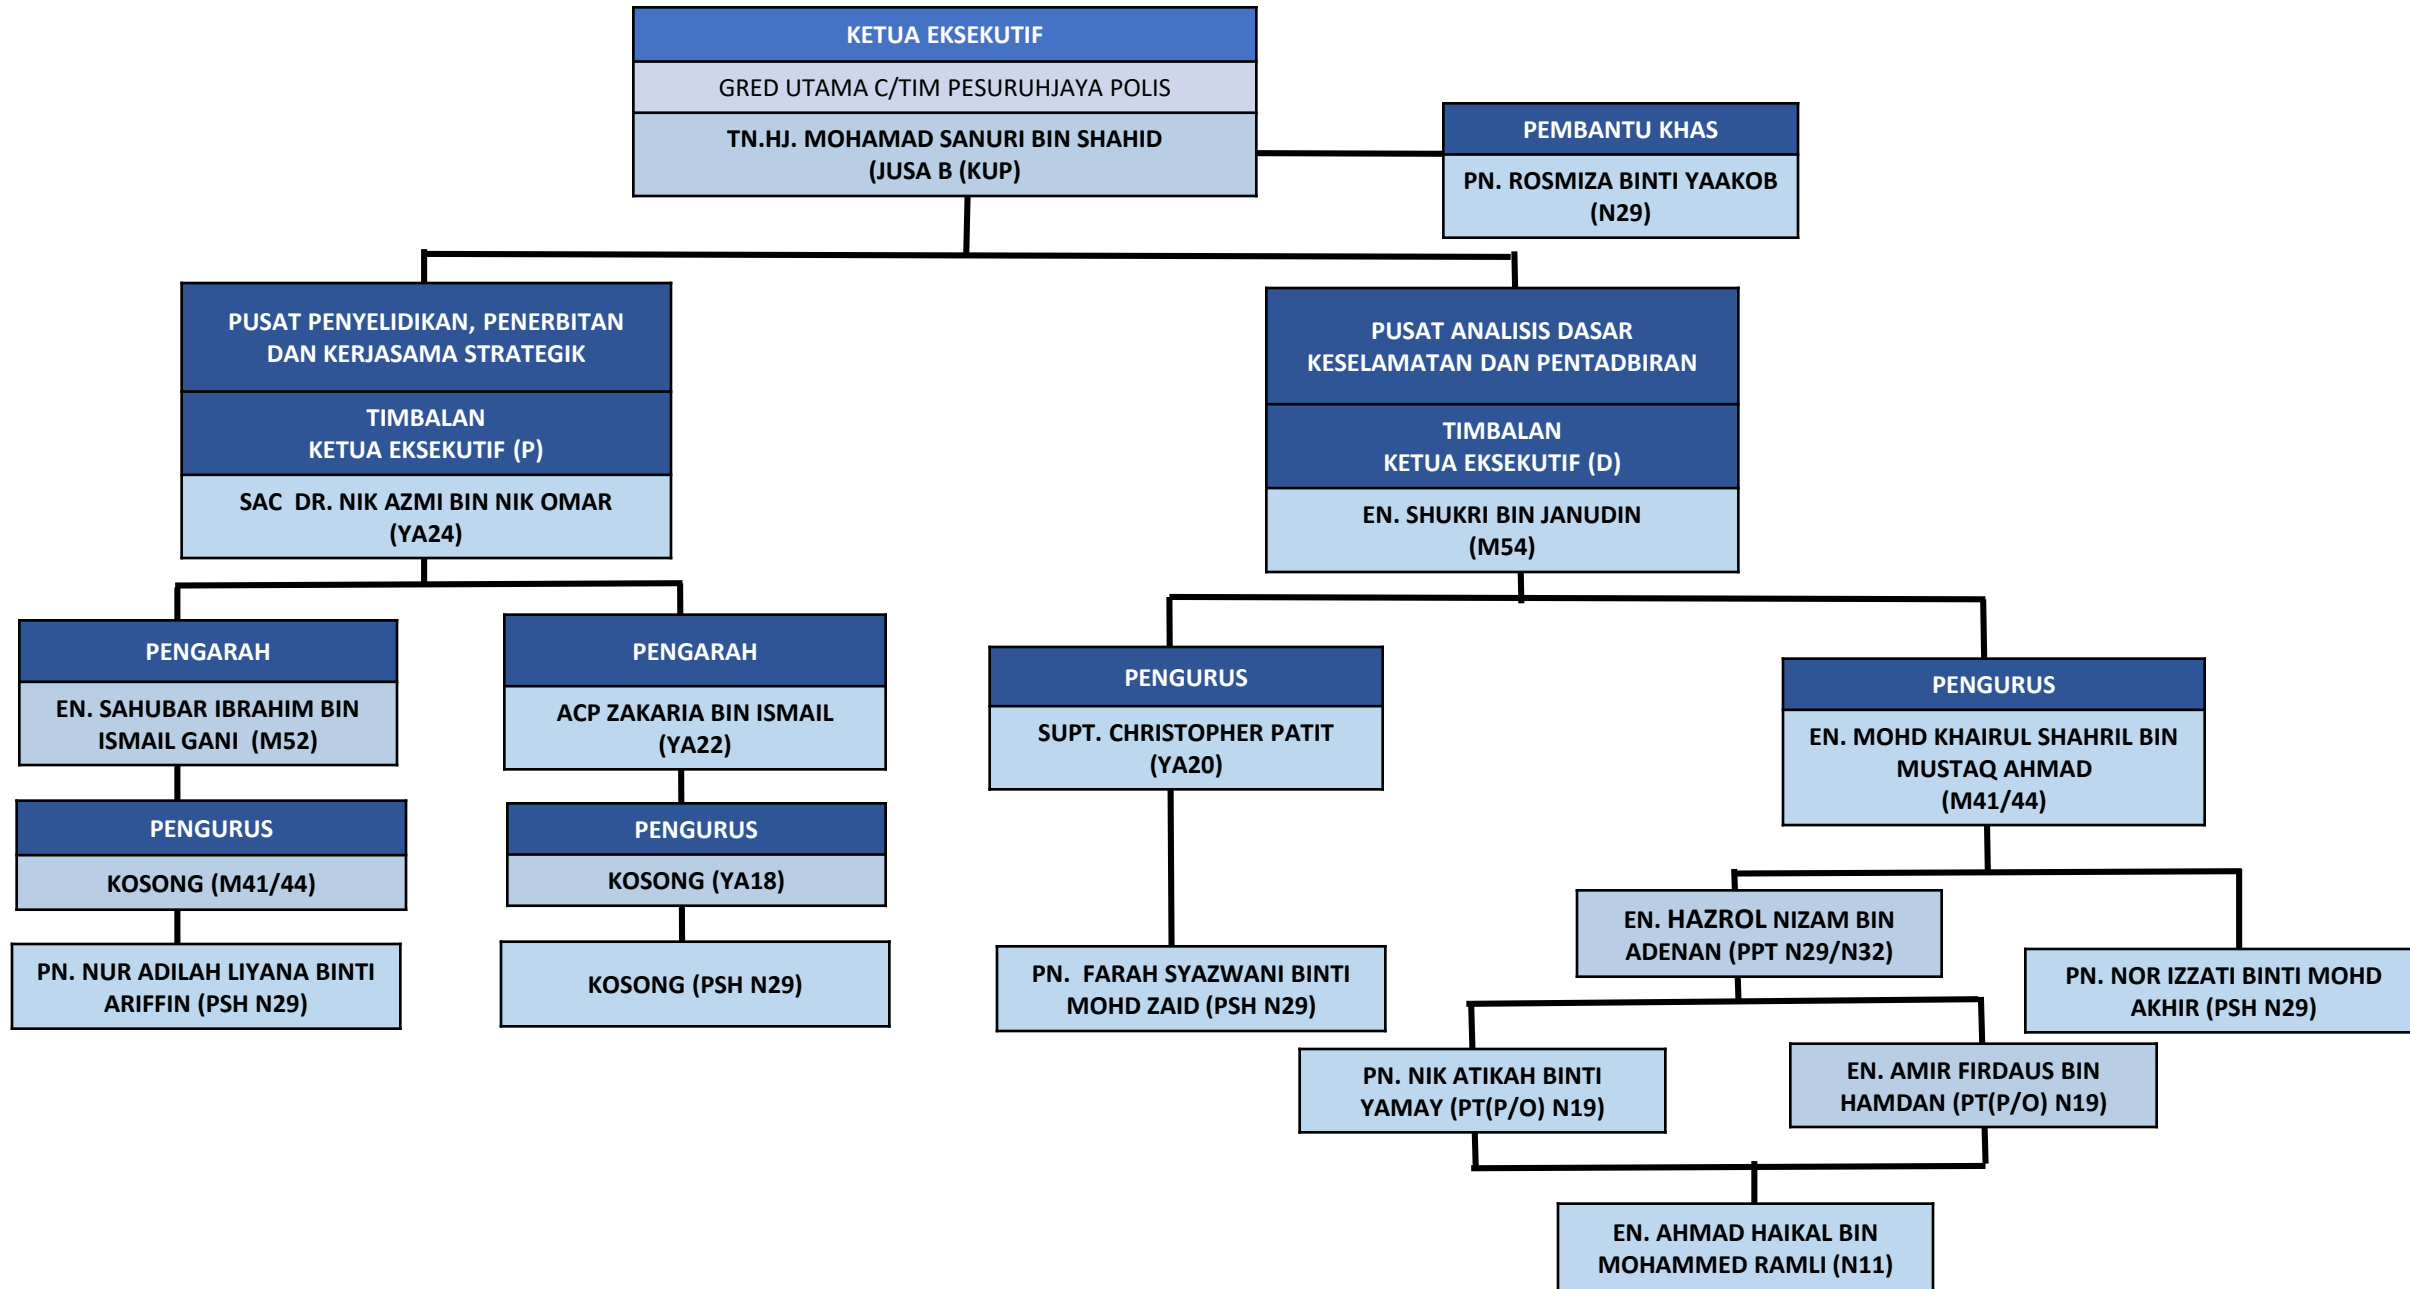 KETUA EKSEKUTIF
GRED UTAMA C/TIM PESURUHJAYA POLIS
TN.HJ. MOHAMAD SANURI BIN SHAHID
(JUSA B (KUP)
PEMBANTU KHAS
PN. ROSMIZA BINTI YAAKOB
(N29)
PUSAT PENYELIDIKAN, PENERBITAN
DAN KERJASAMA STRATEGIK
TIMBALAN
KETUA EKSEKUTIF (P)
SAC  DR. NIK AZMI BIN NIK OMAR
(YA24)
PUSAT ANALISIS DASAR
KESELAMATAN DAN PENTADBIRAN
TIMBALAN
KETUA EKSEKUTIF (D)
EN. SHUKRI BIN JANUDIN
(M54)
PENGARAH
EN. SAHUBAR IBRAHIM BIN
ISMAIL GANI  (M52)
PENGURUS
KOSONG (M41/44)
PN. NUR ADILAH LIYANA BINTI
ARIFFIN (PSH N29)
PENGARAH
ACP ZAKARIA BIN ISMAIL
(YA22)
PENGURUS
KOSONG (YA18)
KOSONG (PSH N29)
PENGURUS
SUPT. CHRISTOPHER PATIT
(YA20)
PN.  FARAH SYAZWANI BINTI
MOHD ZAID (PSH N29)
PENGURUS
EN. MOHD KHAIRUL SHAHRIL BIN
MUSTAQ AHMAD
(M41/44)
EN. HAZROL NIZAM BIN
ADENAN (PPT N29/N32)
PN. NOR IZZATI BINTI MOHD
AKHIR (PSH N29)
PN. NIK ATIKAH BINTI
YAMAY (PT(P/O) N19)
EN. AMIR FIRDAUS BIN
HAMDAN (PT(P/O) N19)
EN. AHMAD HAIKAL BIN
MOHAMMED RAMLI (N11)